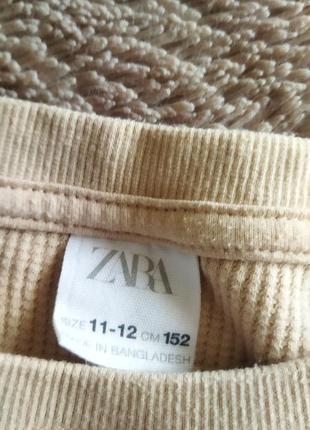 ZARA
SIZE 11-12 CM 152
IN BANGLADESH